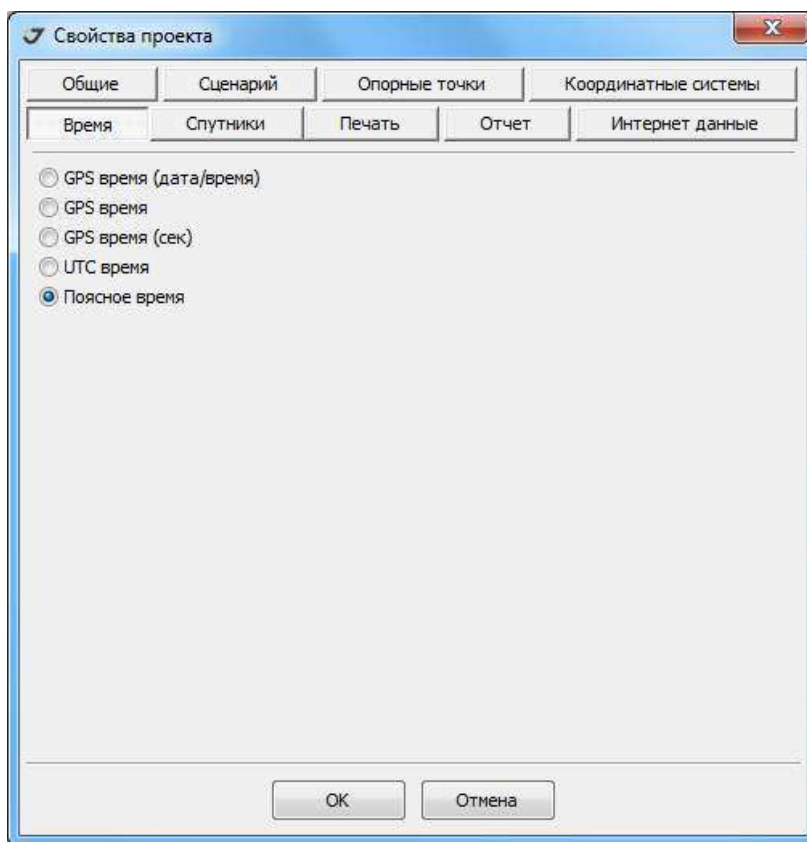 Свойства проекта
Общие Сценарий Опорные точки Координатные системы
Время Спутники Печать Отчет Интернет данные
GPS время (дата/время)
GPS время
GPS время (сек)
UTC время
Поясное время
OK Отмена